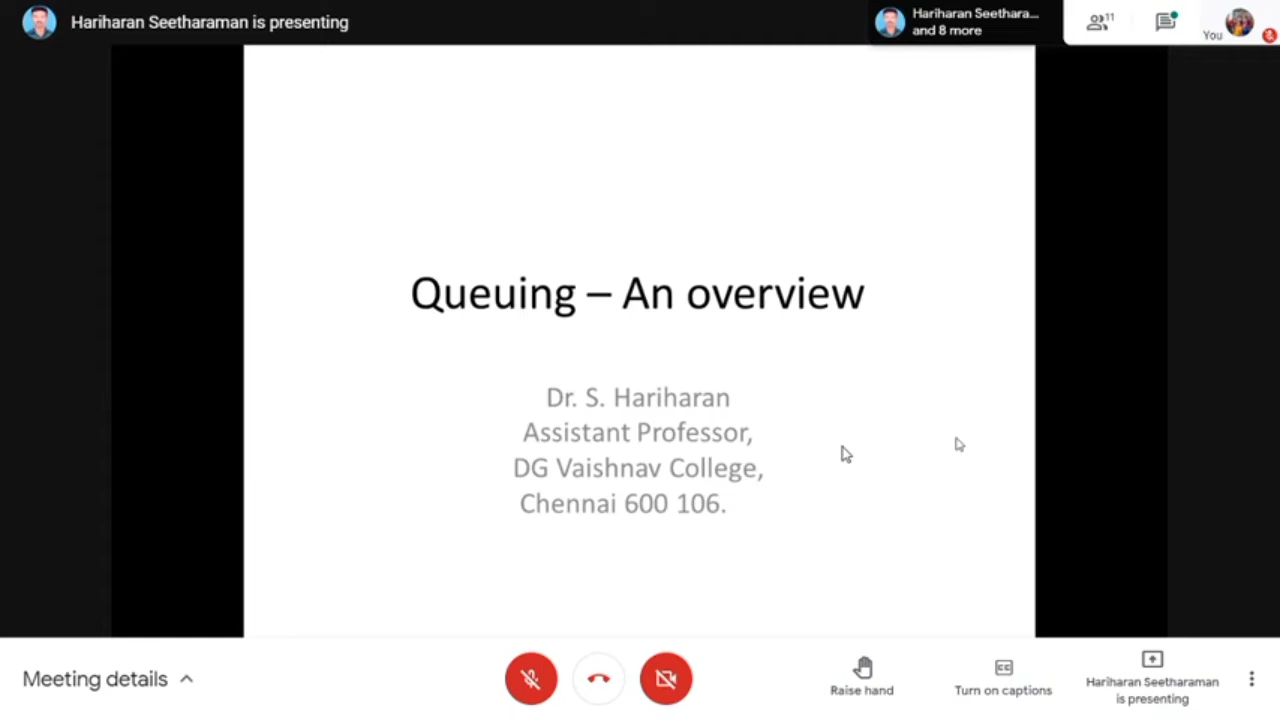 Hariharan Seetharaman is presenting
Hariharan Seethara...
and 8 more
11
You
Queuing – An overview
Dr. S. Hariharan
Assistant Professor,
DG Vaishnav College,
Chennai 600 106.
Meeting details
Raise hand
CC
Turn on captions
Hariharan Seetharaman
is presenting